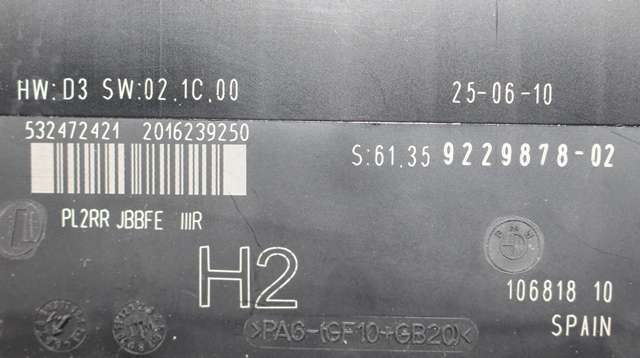 HW:D3 SW:02.1C.00
25-06-10
532472421 2016239250
S:61.35 9229878-02
PL2RR JBBFE IIIR
H2
106818 10
>PA6-(GF10+GB20)<
SPAIN